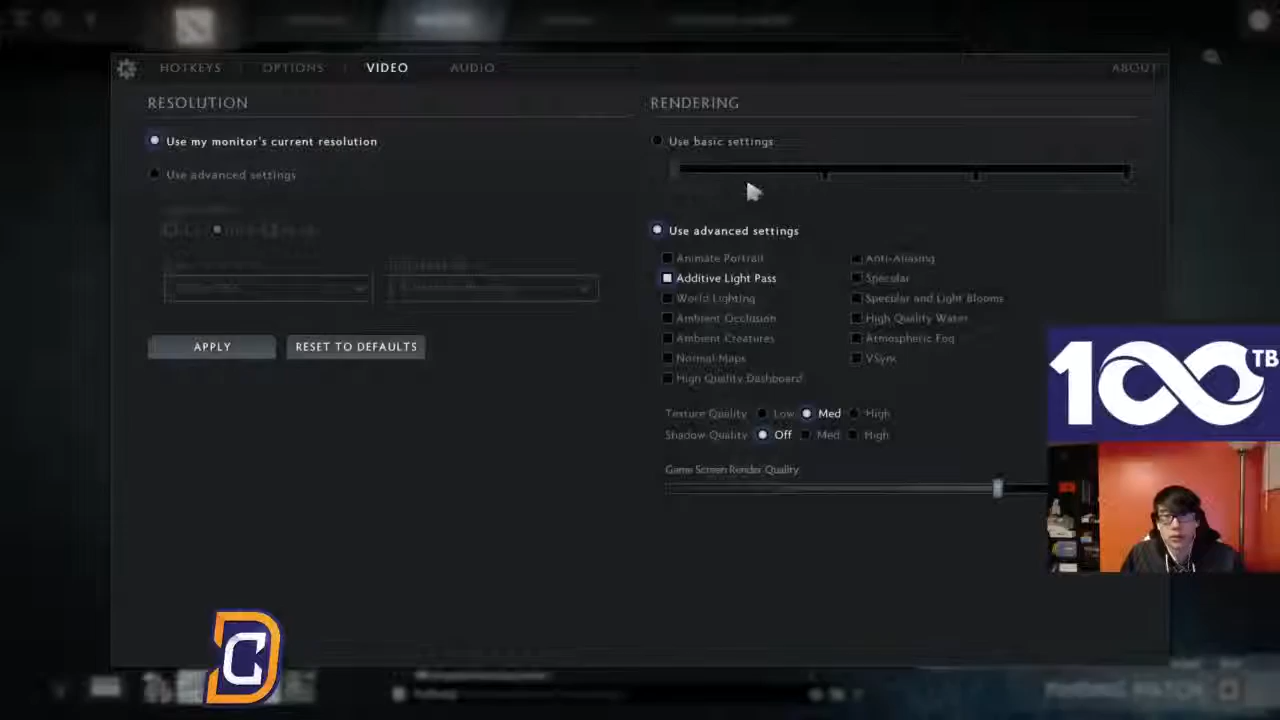 HOTKEYS OPTIONS VIDEO AUDIO ABOUT
RESOLUTION
Use my monitor's current resolution
Use advanced settings
APPLY RESET TO DEFAULTS
RENDERING
Use basic settings
Use advanced settings
Animate Portrait
Additive Light Pass
World Lighting
Ambient Occlusion
Ambient Creatures
Normal Maps
High Quality Dashboard
Anti-Aliasing
Specular
Specular and Light Blooms
High Quality Water
Atmospheric Fog
VSync
Texture Quality Low Med High
Shadow Quality Off Med High
Game Screen Render Quality
100TB
DC